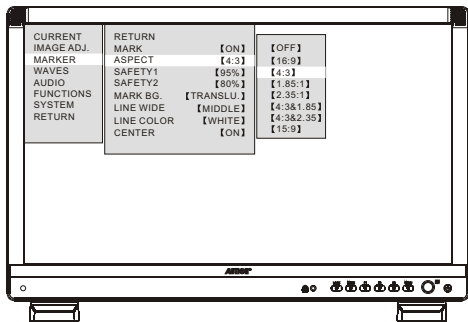 CURRENT
IMAGE ADJ.
MARKER
WAVES
AUDIO
FUNCTIONS
SYSTEM
RETURN
RETURN
MARK 【ON】
ASPECT 【4:3】
SAFETY1 【95%】
SAFETY2 【80%】
MARK BG. 【TRANSLU.】
LINE WIDE 【MIDDLE】
LINE COLOR 【WHITE】
CENTER 【ON】
【OFF】
【16:9】
【4:3】
【1.85:1】
【2.35:1】
【4:3&1.85】
【4:3&2.35】
【15:9】